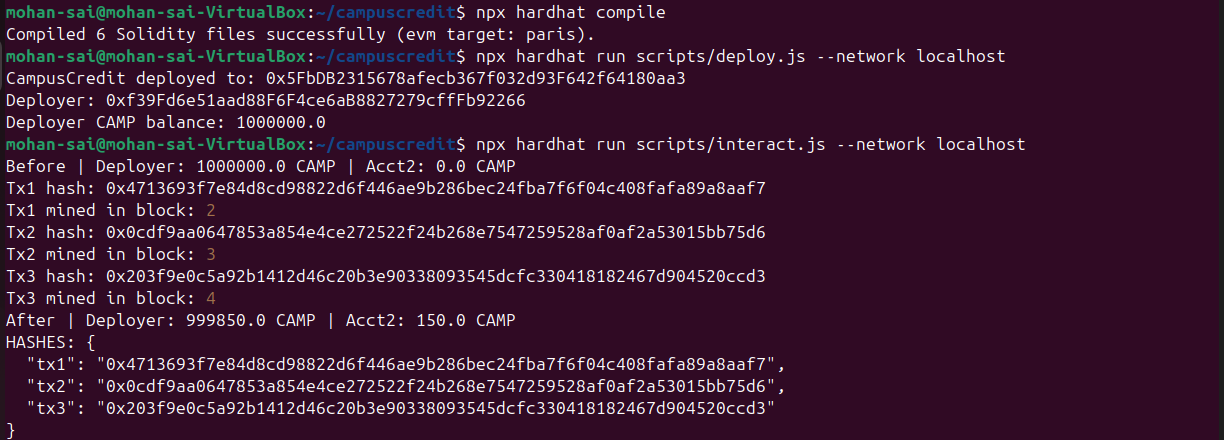 mohan-sai@mohan-sai-VirtualBox:~/campuscredit$ npx hardhat compile
Compiled 6 Solidity files successfully (evm target: paris).
mohan-sai@mohan-sai-VirtualBox:~/campuscredit$ npx hardhat run scripts/deploy.js --network localhost
CampusCredit deployed to: 0x5FbDB2315678afecb367f032d93F642f64180aa3
Deployer: 0xf39Fd6e51aad88F6F4ce6aB8827279cffFb92266
Deployer CAMP balance: 1000000.0
mohan-sai@mohan-sai-VirtualBox:~/campuscredit$ npx hardhat run scripts/interact.js --network localhost
Before | Deployer: 1000000.0 CAMP | Acct2: 0.0 CAMP
Tx1 hash: 0x4713693f7e84d8cd98822d6f446ae9b286bec24fba7f6f04c408fafa89a8aaf7
Tx1 mined in block: 2
Tx2 hash: 0x0cdf9aa0647853a854e4ce272522f24b268e7547259528af0af2a53015bb75d6
Tx2 mined in block: 3
Tx3 hash: 0x203f9e0c5a92b1412d46c20b3e90338093545dcfc330418182467d904520ccd3
Tx3 mined in block: 4
After | Deployer: 999850.0 CAMP | Acct2: 150.0 CAMP
HASHES: {
  "tx1": "0x4713693f7e84d8cd98822d6f446ae9b286bec24fba7f6f04c408fafa89a8aaf7",
  "tx2": "0x0cdf9aa0647853a854e4ce272522f24b268e7547259528af0af2a53015bb75d6",
  "tx3": "0x203f9e0c5a92b1412d46c20b3e90338093545dcfc330418182467d904520ccd3"
}